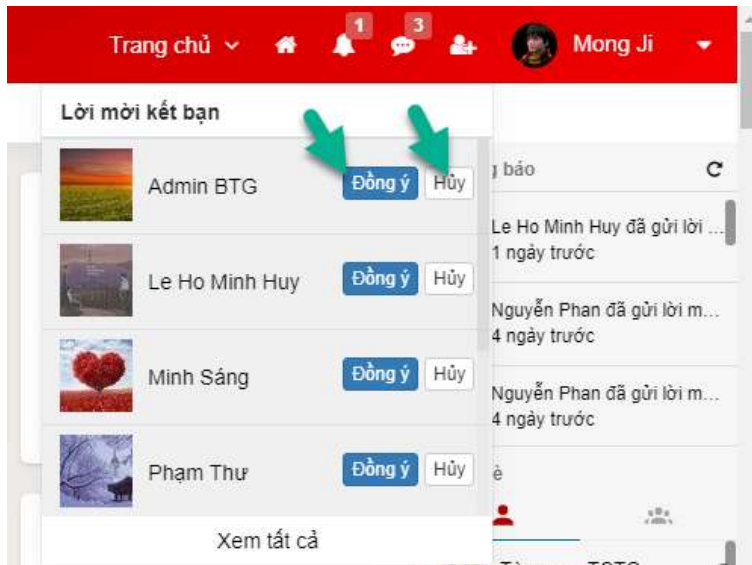 Trang chủ 1 3 Mong Ji
Lời mời kết bạn
Admin BTG Đồng ý Hủy
Le Ho Minh Huy Đồng ý Hủy
Minh Sáng Đồng ý Hủy
Phạm Thư Đồng ý Hủy
Xem tất cả
báo
Le Ho Minh Huy đã gửi lời ...
1 ngày trước
Nguyễn Phan đã gửi lời m...
4 ngày trước
Nguyễn Phan đã gửi lời m...
4 ngày trước
è